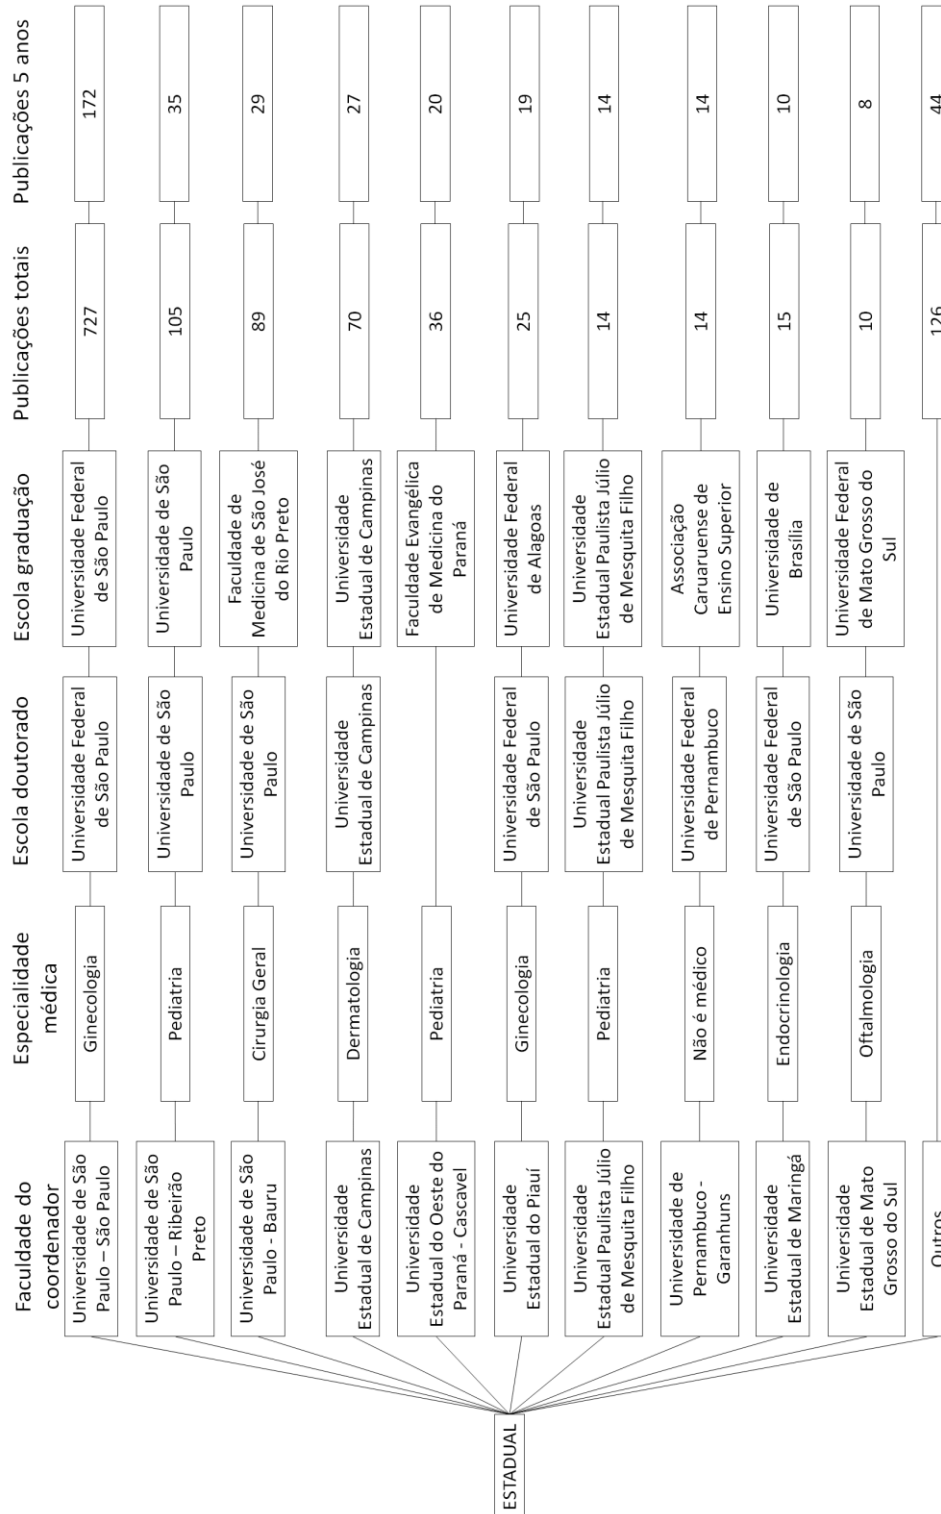 Faculdade do
coordenador
Especialidade
médica
Escola doutorado
Escola graduação
Publicações totais
Publicações 5 anos
ESTADUAL
Universidade de São
Paulo – São Paulo
Ginecologia
Universidade Federal
de São Paulo
Universidade Federal
de São Paulo
727
172
Universidade de São
Paulo – Ribeirão
Preto
Pediatria
Universidade de São
Paulo
Universidade de São
Paulo
105
35
Universidade de São
Paulo - Bauru
Cirurgia Geral
Universidade de São
Paulo
Faculdade de
Medicina de São José
do Rio Preto
89
29
Universidade
Estadual de Campinas
Dermatologia
Universidade
Estadual de Campinas
Universidade
Estadual de Campinas
70
27
Universidade
Estadual do Oeste do
Paraná - Cascavel
Pediatria
Faculdade Evangélica
de Medicina do
Paraná
36
20
Universidade
Estadual do Piauí
Ginecologia
Universidade Federal
de São Paulo
Universidade Federal
de Alagoas
25
19
Universidade
Estadual Paulista Júlio
de Mesquita Filho
Pediatria
Universidade
Estadual Paulista Júlio
de Mesquita Filho
Universidade
Estadual Paulista Júlio
de Mesquita Filho
14
14
Universidade de
Pernambuco -
Garanhuns
Não é médico
Universidade Federal
de Pernambuco
Associação
Caruaruense de
Ensino Superior
14
14
Universidade
Estadual de Maringá
Endocrinologia
Universidade Federal
de São Paulo
Universidade de
Brasília
15
10
Universidade
Estadual de Mato
Grosso do Sul
Oftalmologia
Universidade de São
Paulo
Universidade Federal
de Mato Grosso do
Sul
10
8
Outros
126
44